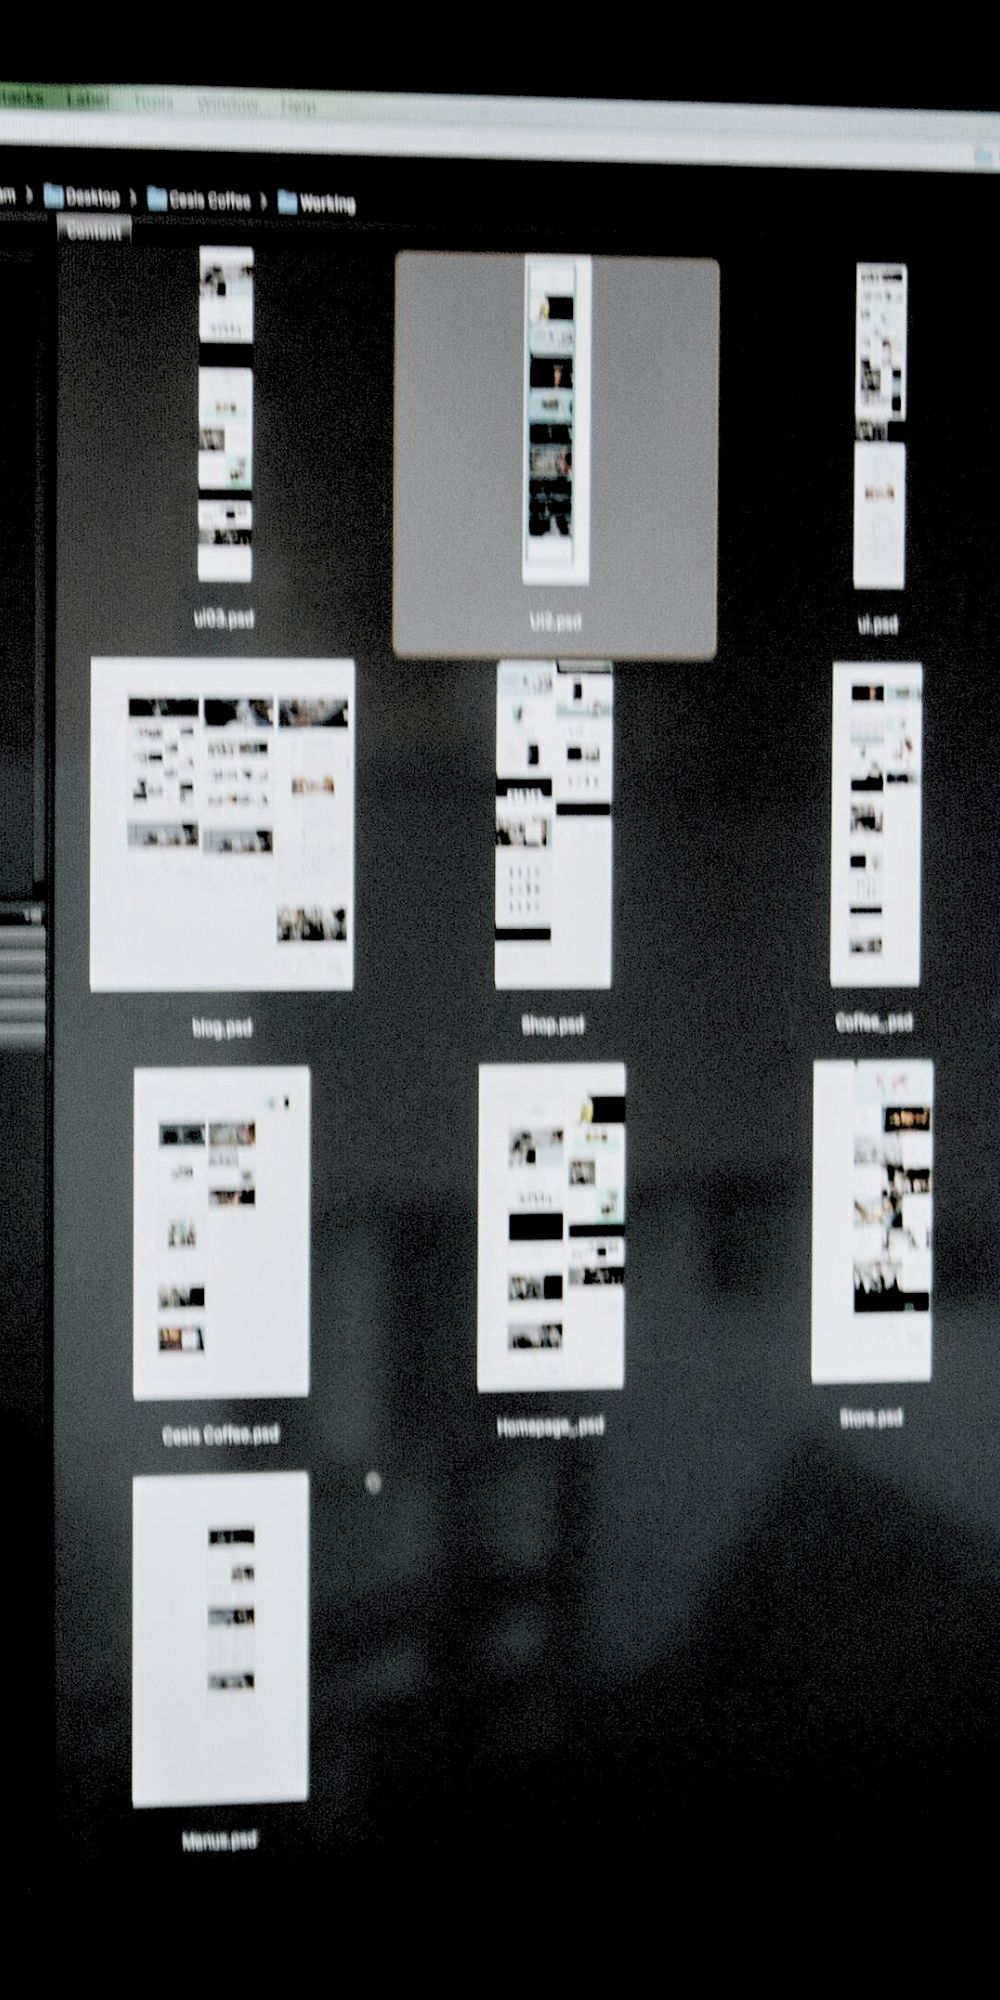 Stacks Label Tools Window Help
Desktop › Oasis Coffee › Working
Content
ui03.psd UI2.psd ui.psd
blog.psd Shop.psd Coffee_.psd
Oasis Coffee.psd Homepage_.psd Store.psd
Menus.psd